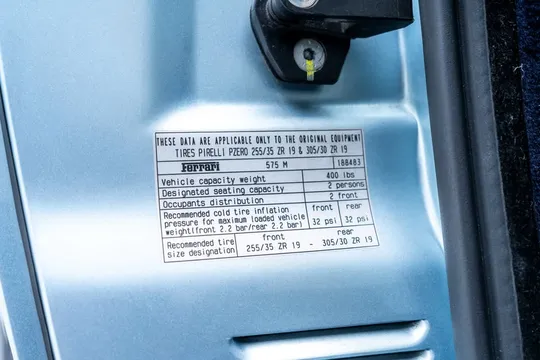 THESE DATA ARE APPLICABLE ONLY TO THE ORIGINAL EQUIPMENT
TIRES PIRELLI PZERO 255/35 ZR 19 & 305/30 ZR 19
Ferrari 575 M 188483
Vehicle capacity weight 400 lbs
Designated seating capacity 2 persons
Occupants distribution 2 front
Recommended cold tire inflation front rear
pressure for maximum loaded vehicle 32 psi 32 psi
weight(front 2.2 bar/rear 2.2 bar)
Recommended tire front rear
size designation 255/35 ZR 19 - 305/30 ZR 19